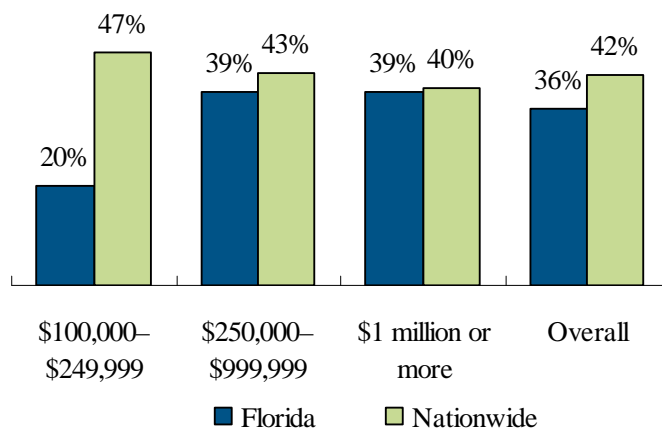 47%
20%
39%
43%
39%
40%
36%
42%
$100,000–
$249,999
$250,000–
$999,999
$1 million or
more
Overall
Florida
Nationwide